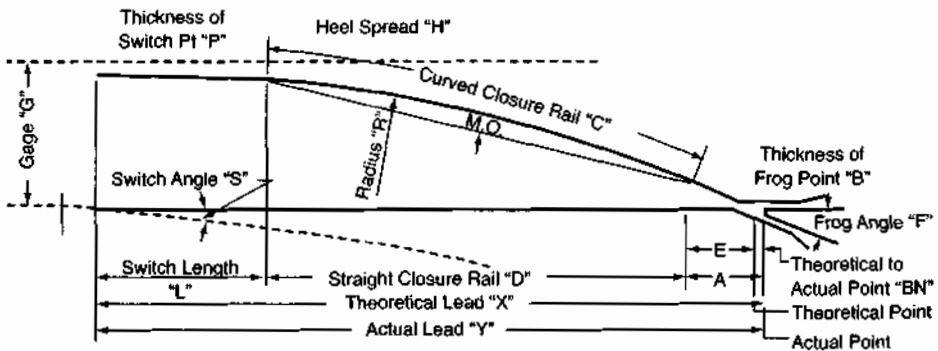 Thickness of
Switch Pt "P"
Heel Spread "H"
Curved Closure Rail "C"
Gage "G"
M.O.
Radius "R"
Switch Angle "S"
Thickness of
Frog Point "B"
Frog Angle "F"
E
A
Switch Length
"L"
Straight Closure Rail "D"
Theoretical Lead "X"
Actual Lead "Y"
Theoretical to
Actual Point "BN"
Theoretical Point
Actual Point